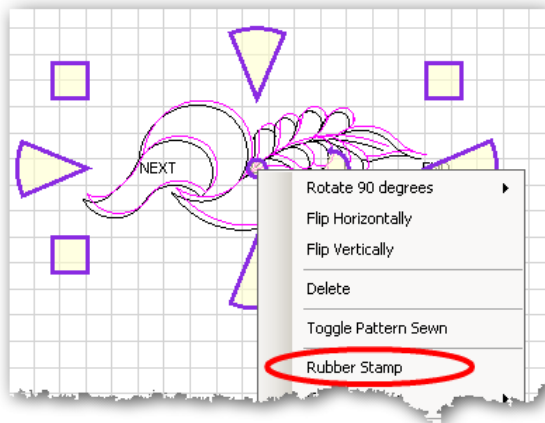 NEXT
Rotate 90 degrees
Flip Horizontally
Flip Vertically
Delete
Toggle Pattern Sewn
Rubber Stamp